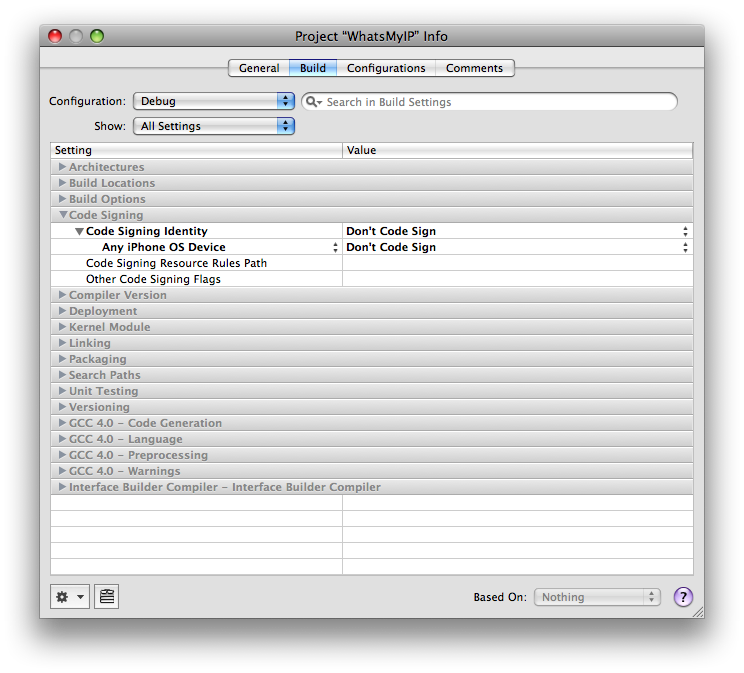 Project “WhatsMyIP” Info
General Build Configurations Comments
Configuration: Debug Search in Build Settings
Show: All Settings
Setting Value
Architectures
Build Locations
Build Options
Code Signing
Code Signing Identity Don't Code Sign
Any iPhone OS Device Don't Code Sign
Code Signing Resource Rules Path
Other Code Signing Flags
Compiler Version
Deployment
Kernel Module
Linking
Packaging
Search Paths
Unit Testing
Versioning
GCC 4.0 – Code Generation
GCC 4.0 – Language
GCC 4.0 – Preprocessing
GCC 4.0 – Warnings
Interface Builder Compiler – Interface Builder Compiler
Based On: Nothing ?